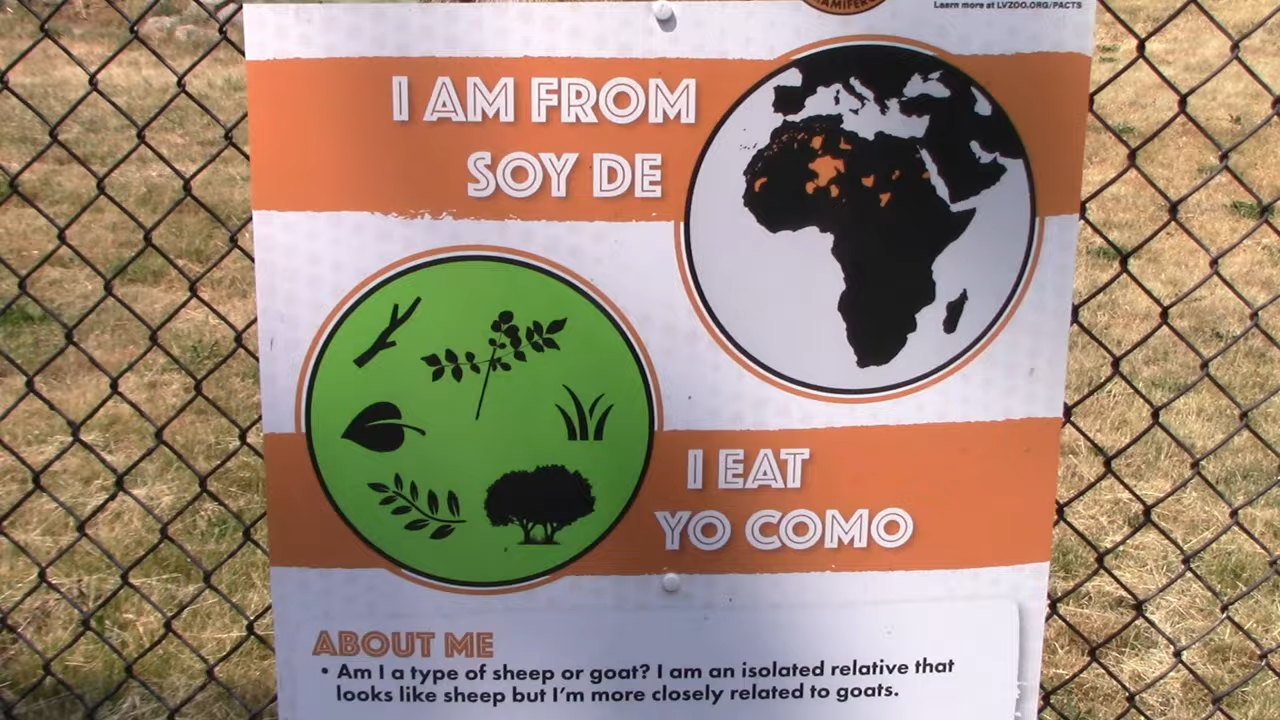 Learn more at LVZOO.ORG/PACTS
I AM FROM
SOY DE
I EAT
YO COMO
ABOUT ME
• Am I a type of sheep or goat? I am an isolated relative that
looks like sheep but I'm more closely related to goats.